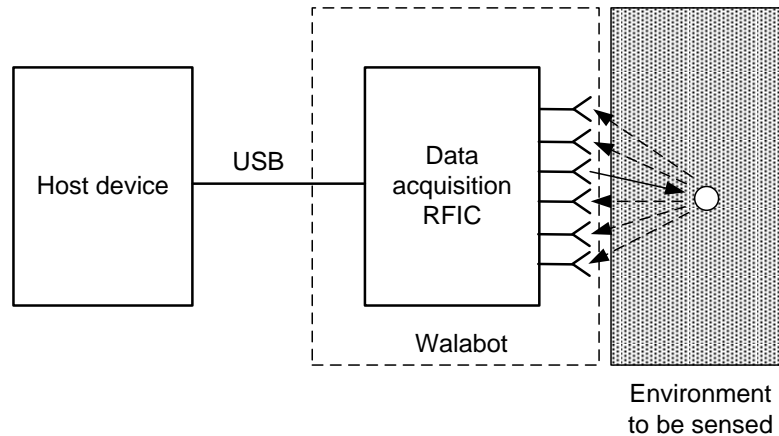 Host device
USB
Data
acquisition
RFIC
Walabot
Environment
to be sensed